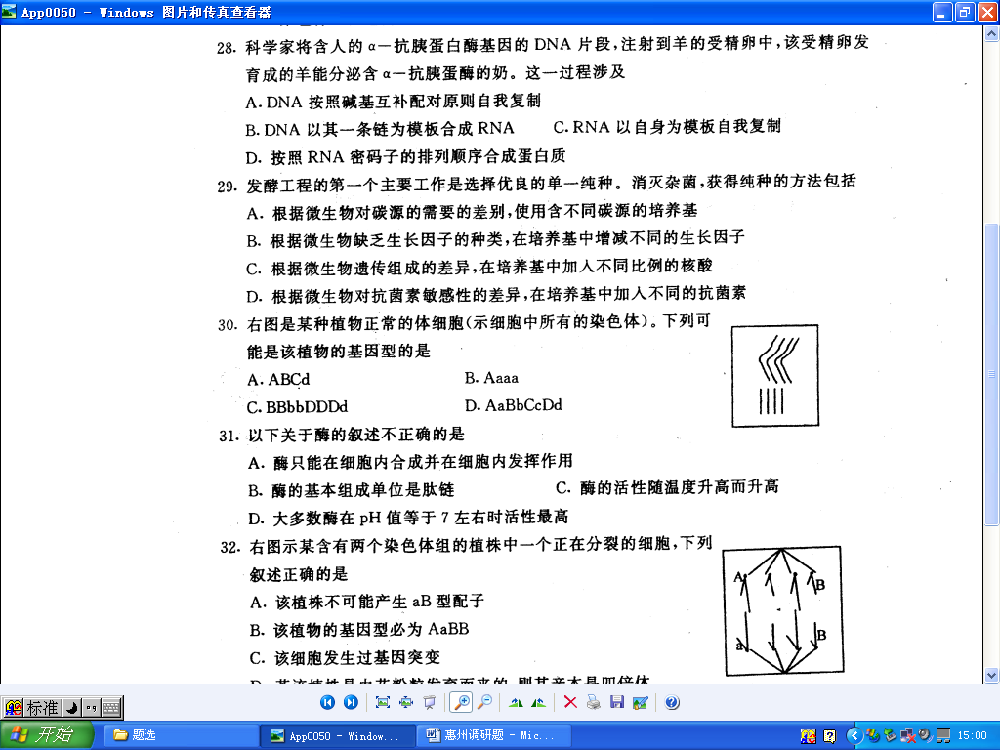 App0050 - Windows 图片和传真查看器
28. 科学家将含人的α—抗胰蛋白酶基因的 DNA 片段,注射到羊的受精卵中,该受精卵发
育成的羊能分泌含α—抗胰蛋酶的奶。这一过程涉及
A. DNA 按照碱基互补配对原则自我复制
B. DNA 以其一条链为模板合成 RNA C. RNA 以自身为模板自我复制
D. 按照 RNA 密码子的排列顺序合成蛋白质
29. 发酵工程的第一个主要工作是选择优良的单一纯种。消灭杂菌,获得纯种的方法包括
A. 根据微生物对碳源的需要的差别,使用含不同碳源的培养基
B. 根据微生物缺乏生长因子的种类,在培养基中增减不同的生长因子
C. 根据微生物遗传组成的差异,在培养基中加入不同比例的核酸
D. 根据微生物对抗菌素敏感性的差异,在培养基中加入不同的抗菌素
30. 右图是某种植物正常的体细胞(示细胞中所有的染色体)。下列可
能是该植物的基因型的是
A. ABCd B. Aaaa
C. BBbbDDDd D. AaBbCcDd
31. 以下关于酶的叙述不正确的是
A. 酶只能在细胞内合成并在细胞内发挥作用
B. 酶的基本组成单位是肽链 C. 酶的活性随温度升高而升高
D. 大多数酶在 pH 值等于 7 左右时活性最高
32. 右图示某含有两个染色体组的植株中一个正在分裂的细胞,下列
叙述正确的是
A B
a B
A. 该植株不可能产生 aB 型配子
B. 该植物的基因型必为 AaBB
C. 该细胞发生过基因突变
标准
开始 题选 App0050 - Window... 惠州调研题 - Mic... 15:00